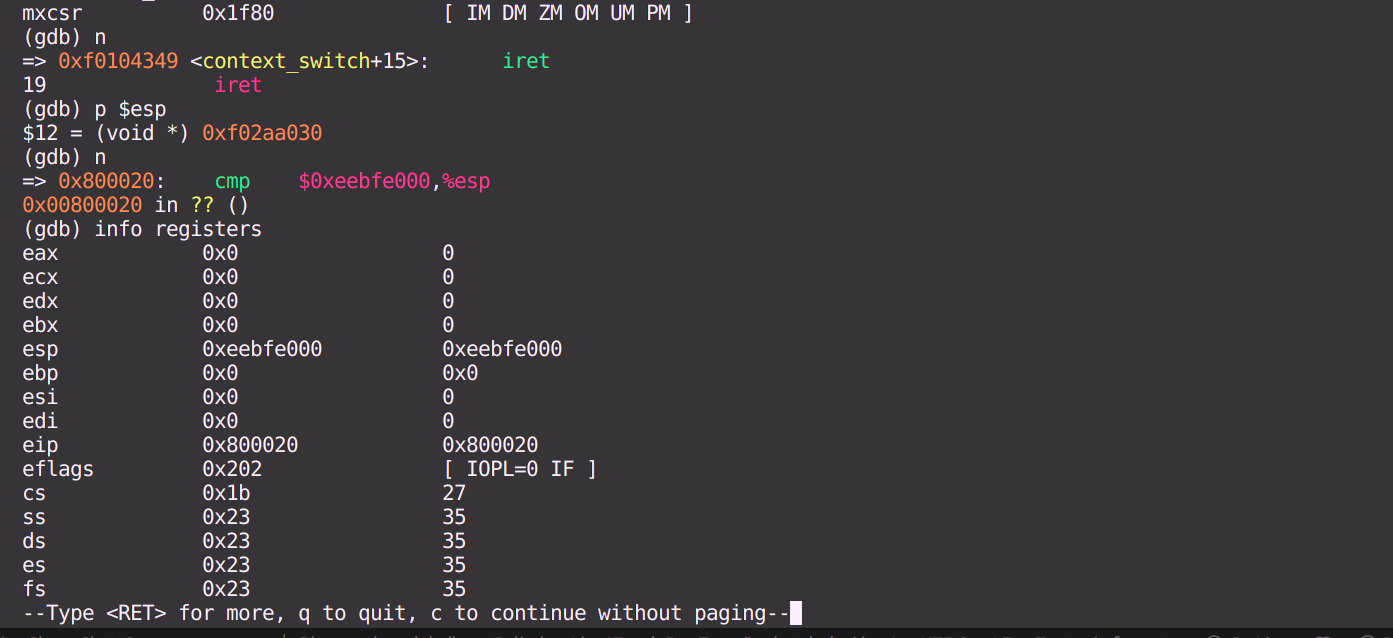 mxcsr 0x1f80 [ IM DM ZM OM UM PM ]
(gdb) n
=> 0xf0104349 <context_switch+15>: iret
19 iret
(gdb) p $esp
$12 = (void *) 0xf02aa030
(gdb) n
=> 0x800020: cmp $0xeebfe000,%esp
0x00800020 in ?? ()
(gdb) info registers
eax 0x0 0
ecx 0x0 0
edx 0x0 0
ebx 0x0 0
esp 0xeebfe000 0xeebfe000
ebp 0x0 0x0
esi 0x0 0
edi 0x0 0
eip 0x800020 0x800020
eflags 0x202 [ IOPL=0 IF ]
cs 0x1b 27
ss 0x23 35
ds 0x23 35
es 0x23 35
fs 0x23 35
--Type <RET> for more, q to quit, c to continue without paging--